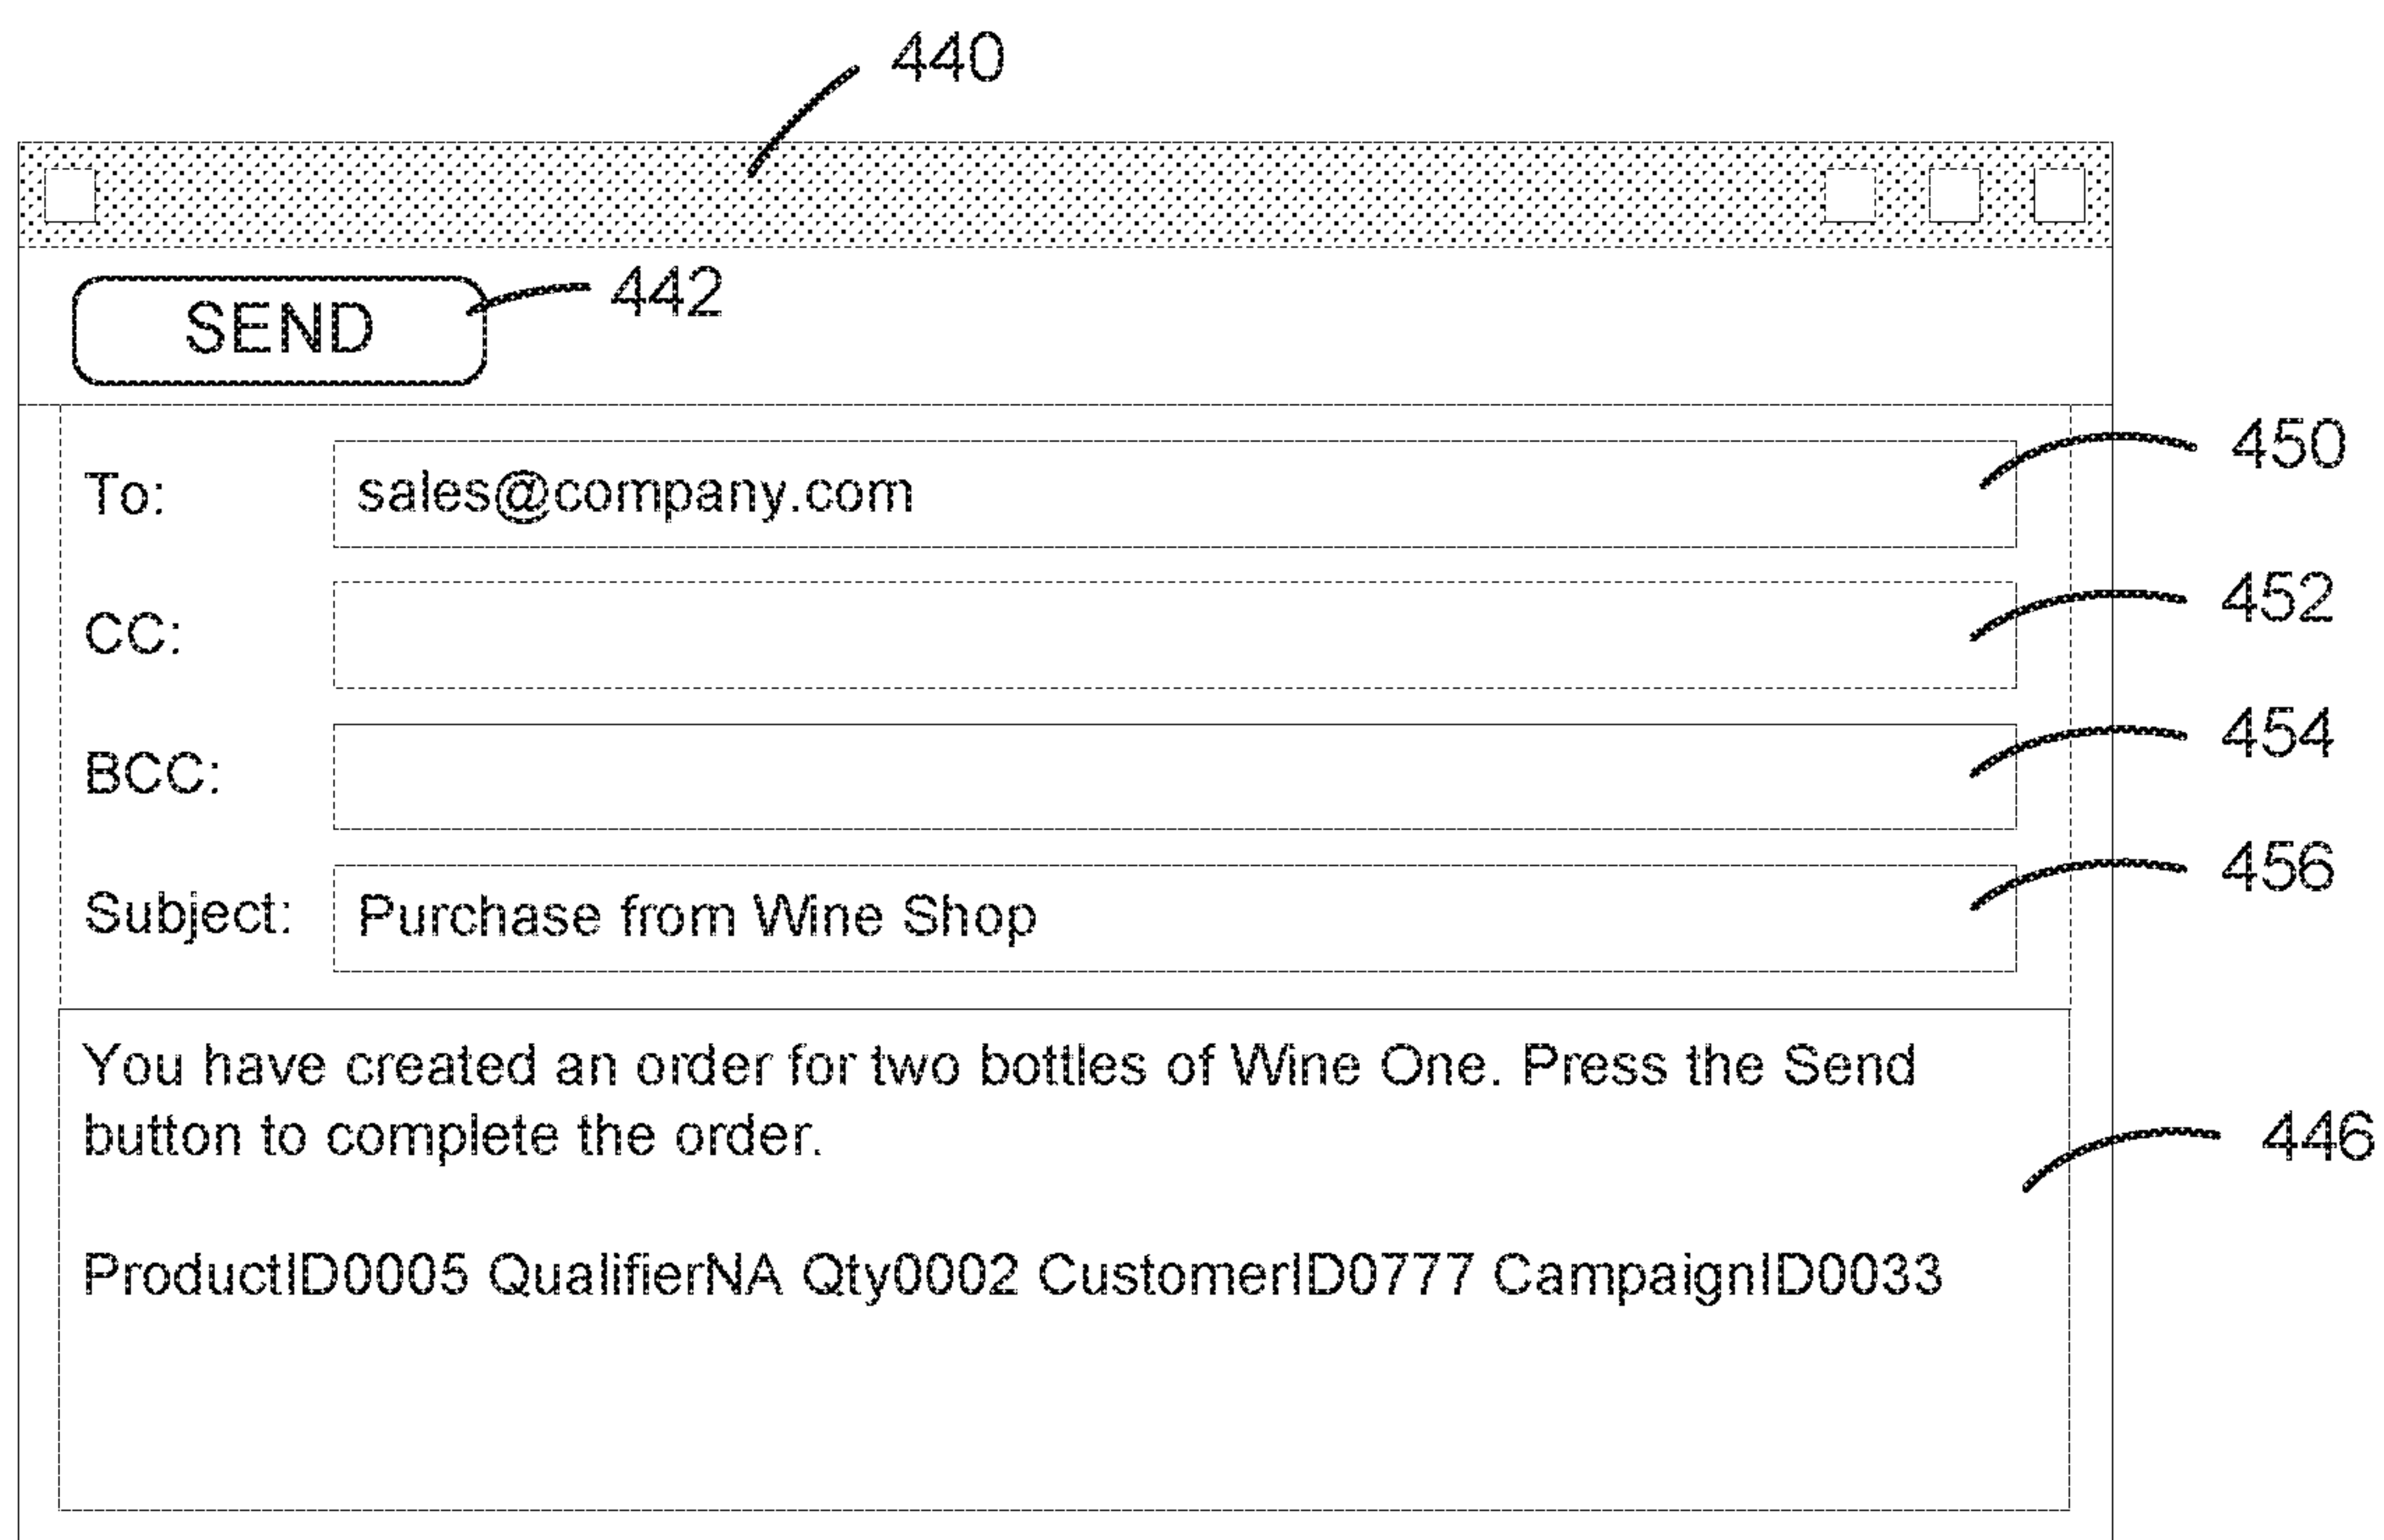 440
SEND 442
To: sales@company.com 450
CC: 452
BCC: 454
Subject: Purchase from Wine Shop 456
You have created an order for two bottles of Wine One. Press the Send
button to complete the order.
446
ProductID0005 QualifierNA Qty0002 CustomerID0777 CampaignID0033